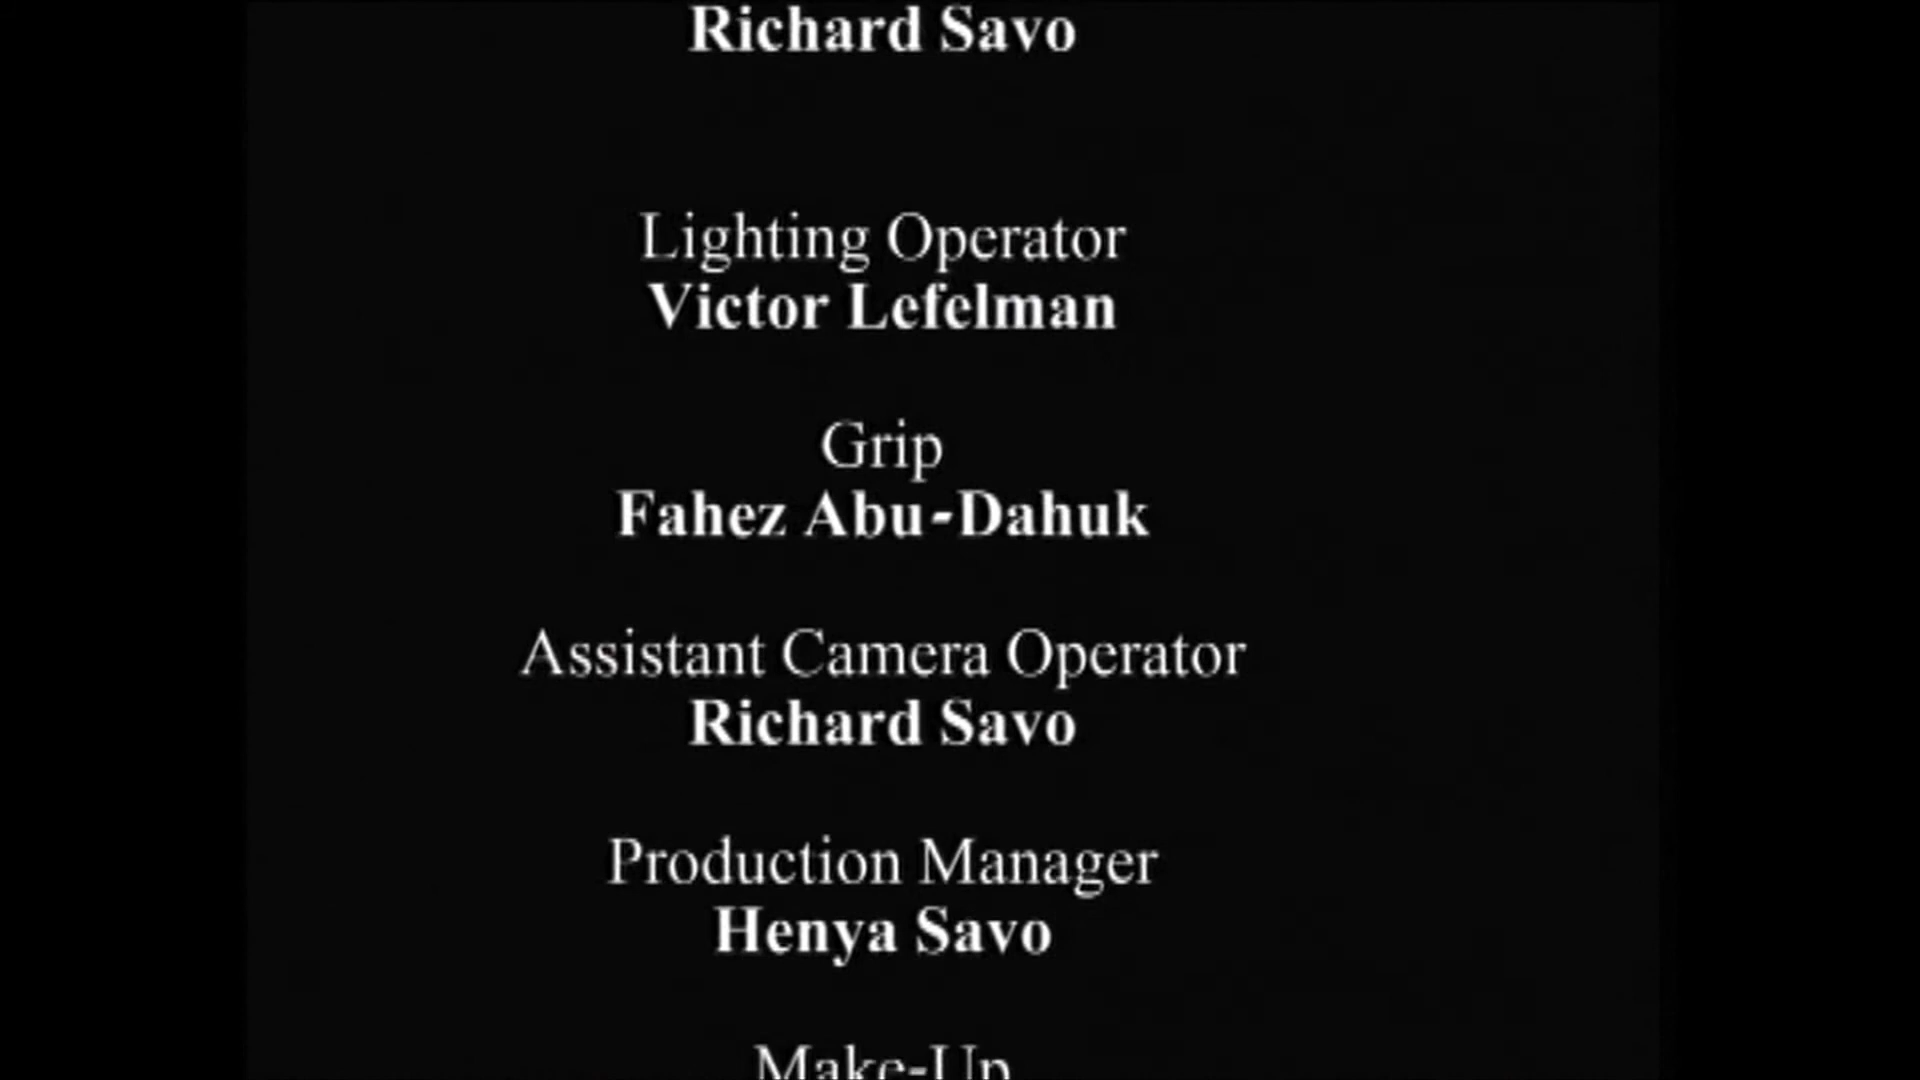 Richard Savo
Lighting Operator
Victor Lefelman
Grip
Fahez Abu-Dahuk
Assistant Camera Operator
Richard Savo
Production Manager
Henya Savo
Make-Up